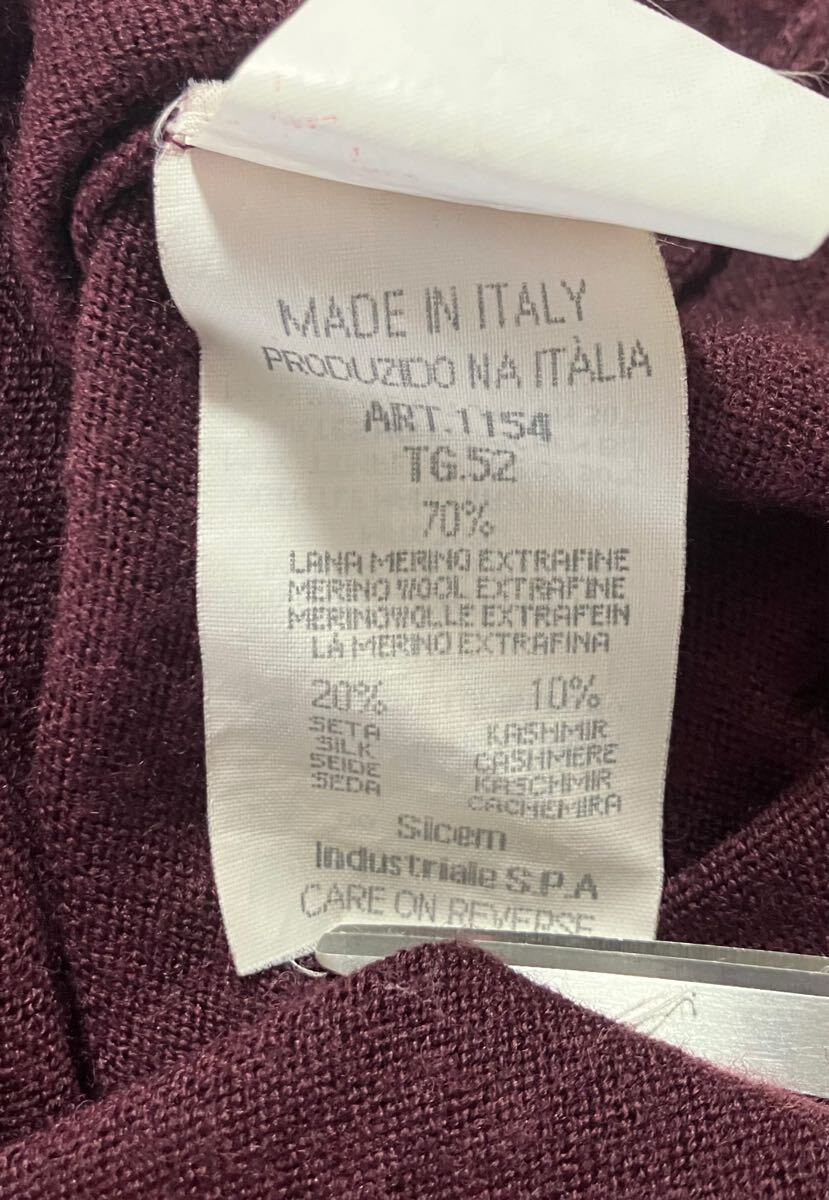 MADE IN ITALY
PRODUZIDO NA ITÀLIA
ART.1154
TG.52
70%
LANA MERINO EXTRAFINE
MERINO WOOL EXTRAFINE
MERINOWOLLE EXTRAFEIN
LÀ MERINO EXTRAFINA
20%
SETA
SILK
SEIDE
SEDA
10%
KASHMIR
CASHMERE
KASCHMIR
CACHEMIRA
Sicem
Industriale S.P.A
CARE ON REVERSE